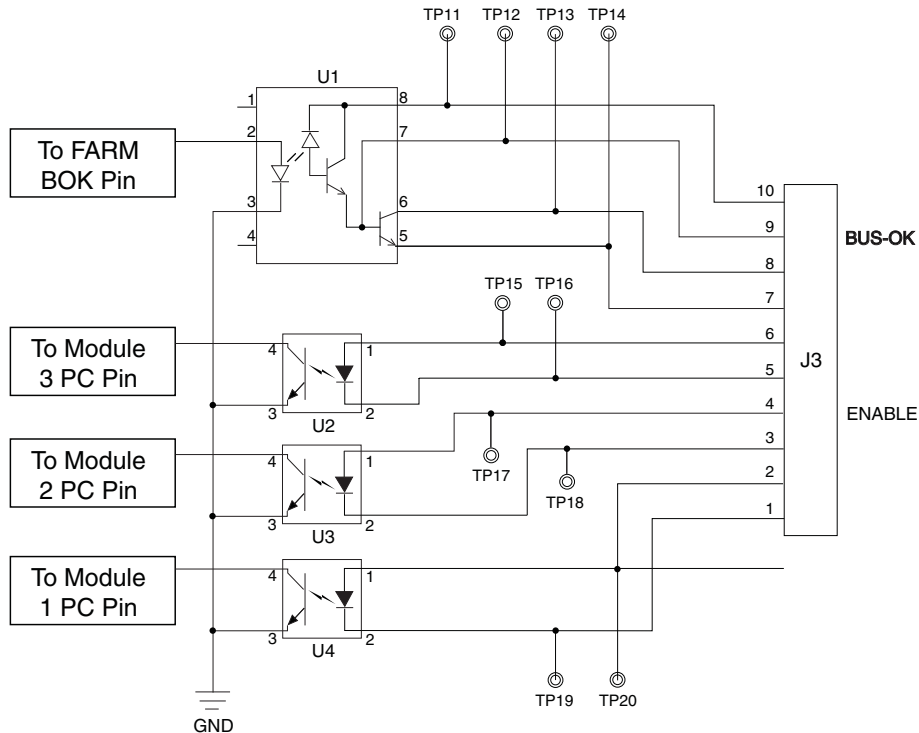 TP11 TP12 TP13 TP14
U1
1 8
2 7
To FARM
BOK Pin
3 6
4 5
10
9 BUS-OK
8
7
TP15 TP16
To Module
3 PC Pin
4 1
3 2
U2
6
5
J3
4 ENABLE
3
2
1
To Module
2 PC Pin
4 1
3 2
U3
TP17
TP18
To Module
1 PC Pin
4 1
3 2
U4
TP19 TP20
GND